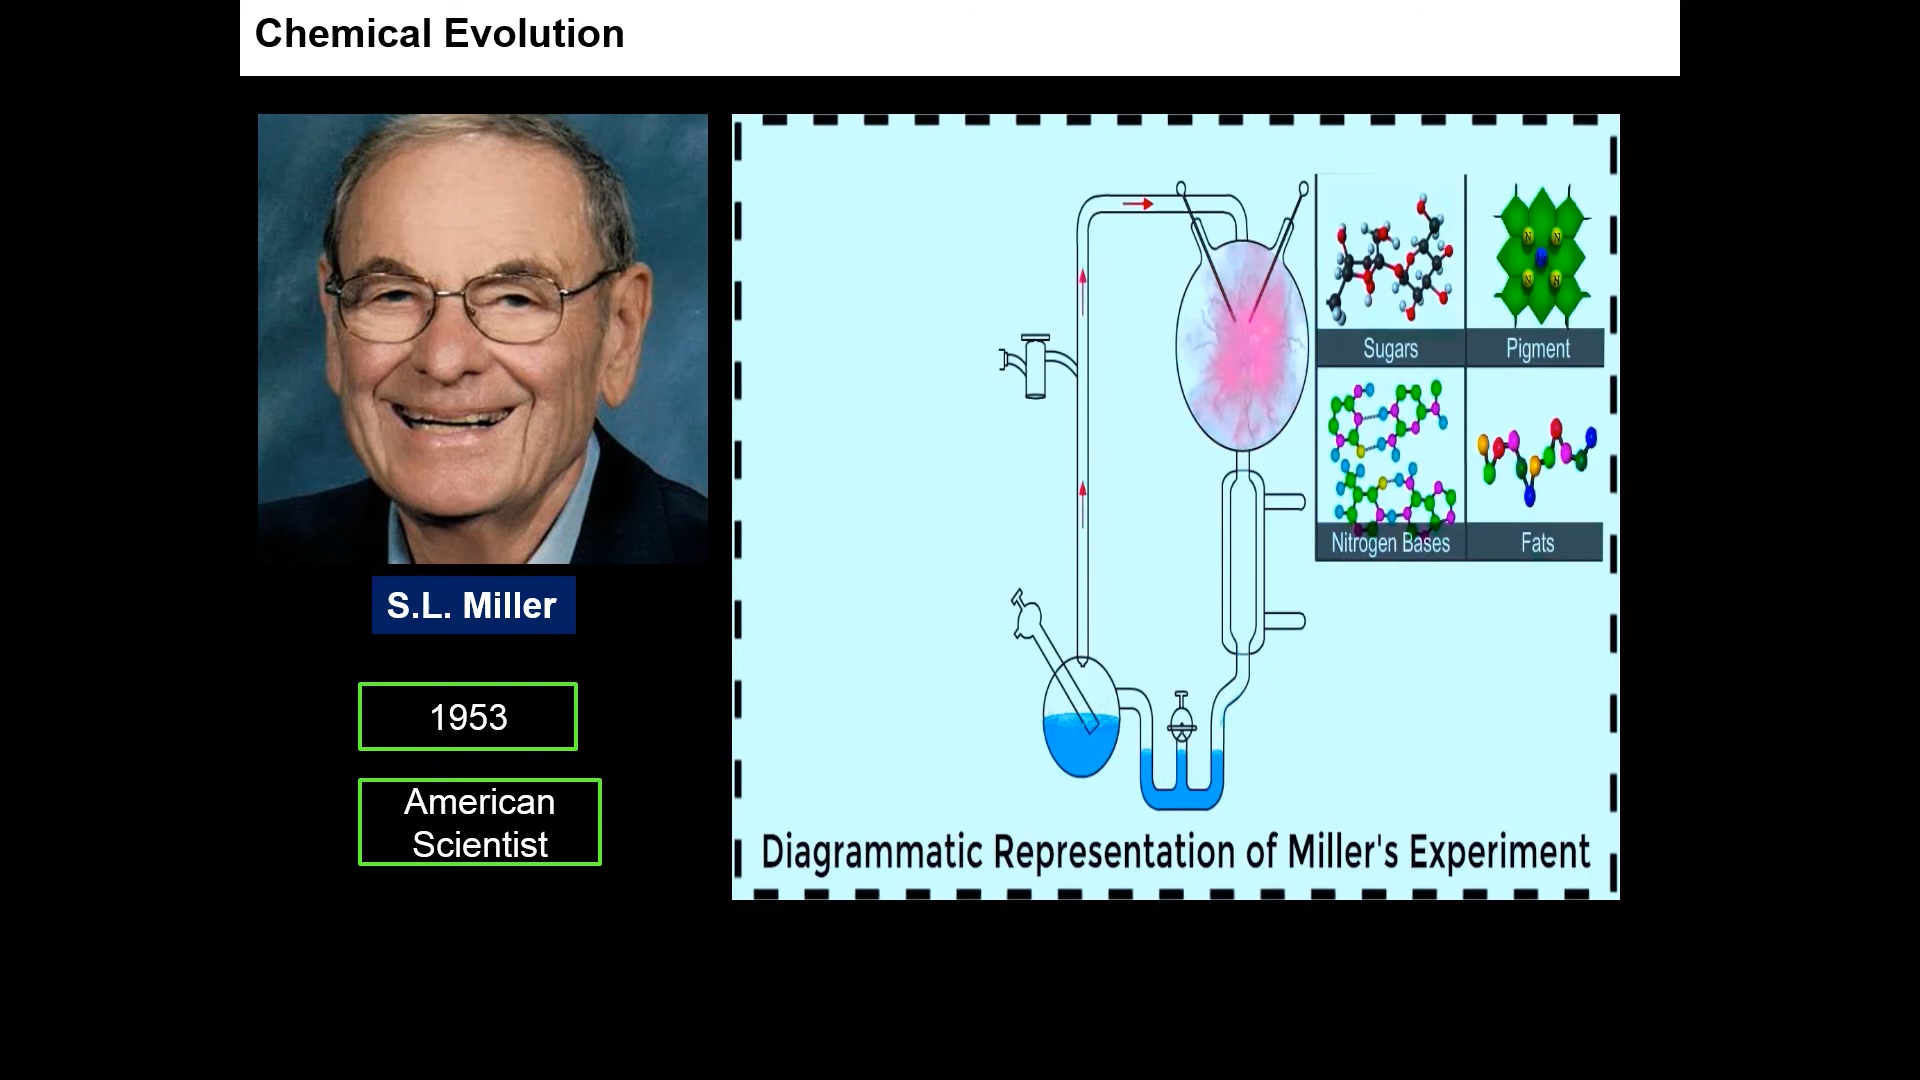 Chemical Evolution
S.L. Miller
1953
American
Scientist
Sugars
Pigment
N N
N N
Nitrogen Bases
Fats
Diagrammatic Representation of Miller's Experiment